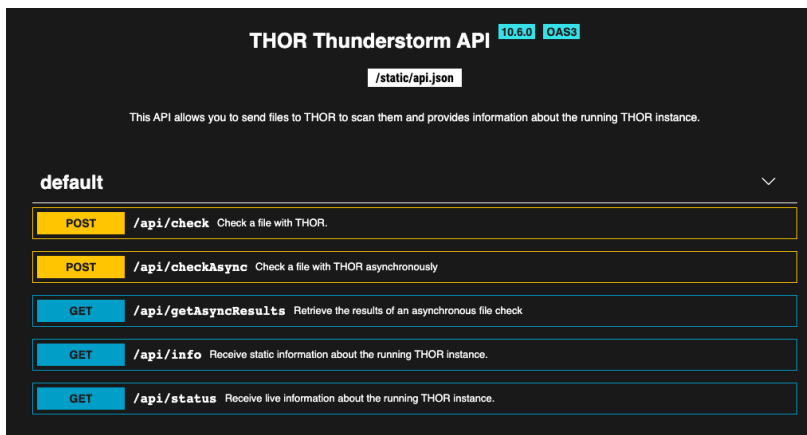 THOR Thunderstorm API 10.6.0 OAS3
/static/api.json
This API allows you to send files to THOR to scan them and provides information about the running THOR instance.
default
POST /api/check Check a file with THOR.
POST /api/checkAsync Check a file with THOR asynchronously
GET /api/getAsyncResults Retrieve the results of an asynchronous file check
GET /api/info Receive static information about the running THOR instance.
GET /api/status Receive live information about the running THOR instance.